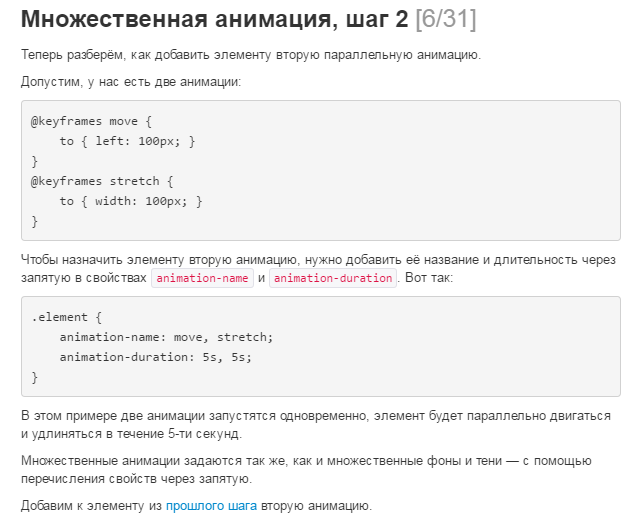 Множественная анимация, шаг 2 [6/31]
Теперь разберём, как добавить элементу вторую параллельную анимацию.
Допустим, у нас есть две анимации:
@keyframes move {
    to { left: 100px; }
}
@keyframes stretch {
    to { width: 100px; }
}
Чтобы назначить элементу вторую анимацию, нужно добавить её название и длительность через
запятую в свойствах animation-name и animation-duration. Вот так:
.element {
    animation-name: move, stretch;
    animation-duration: 5s, 5s;
}
В этом примере две анимации запустятся одновременно, элемент будет параллельно двигаться
и удлиняться в течение 5-ти секунд.
Множественные анимации задаются так же, как и множественные фоны и тени — с помощью
перечисления свойств через запятую.
Добавим к элементу из прошлого шага вторую анимацию.